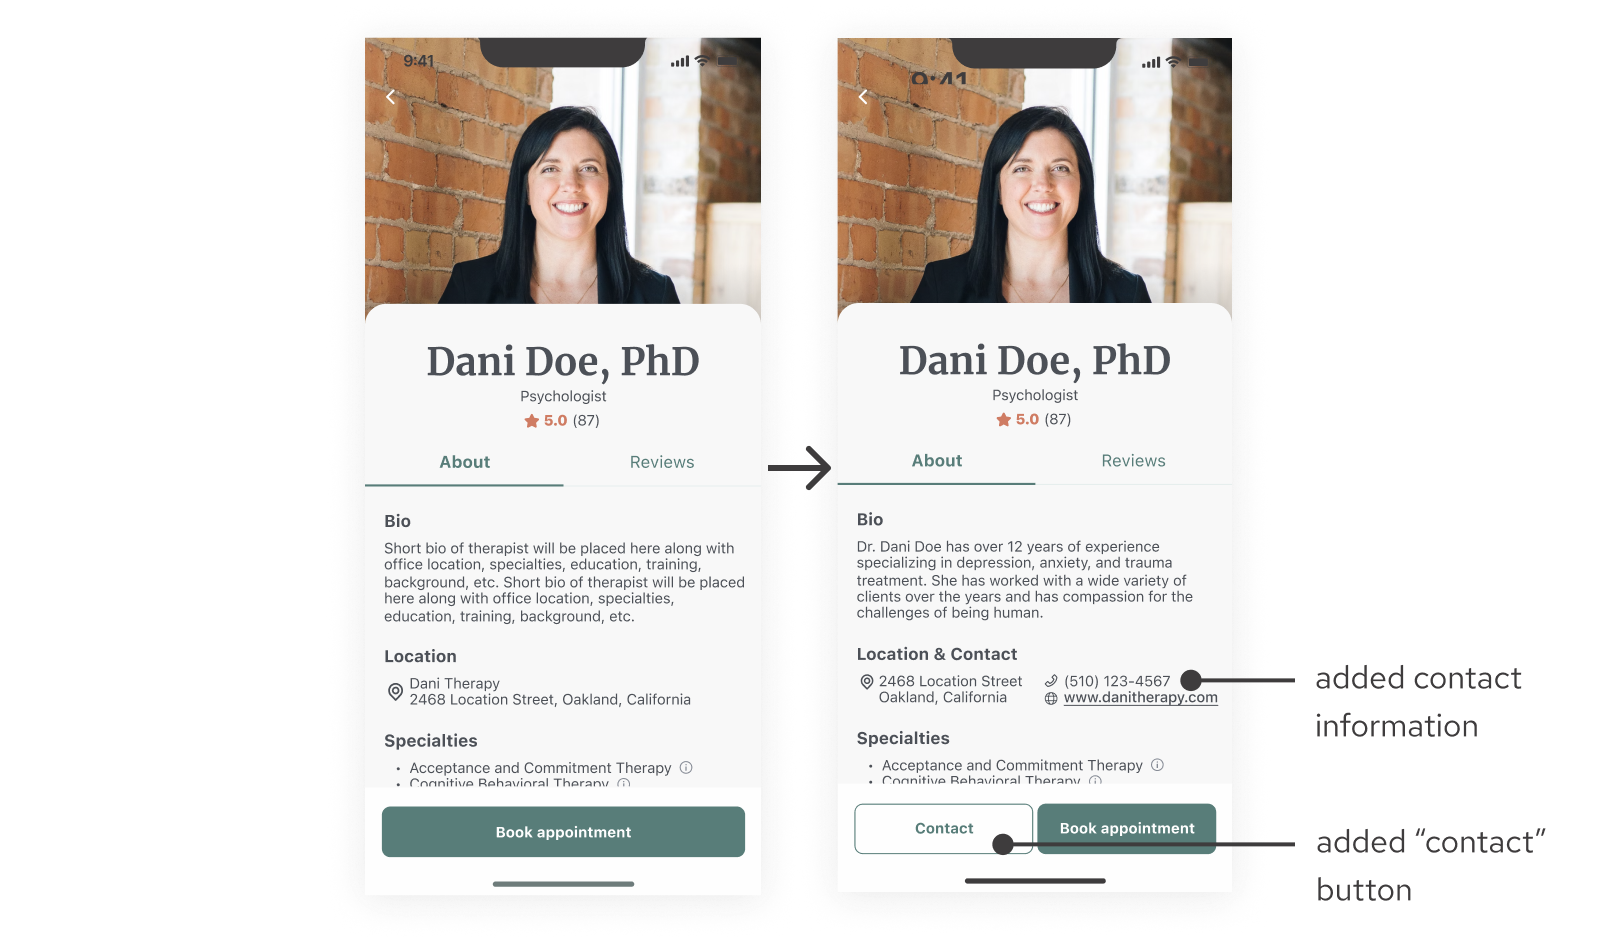 9:41
Dani Doe, PhD
Psychologist
5.0 (87)
About Reviews
Bio
Short bio of therapist will be placed here along with
office location, specialties, education, training,
background, etc. Short bio of therapist will be placed
here along with office location, specialties,
education, training, background, etc.
Location
Dani Therapy
2468 Location Street, Oakland, California
Specialties
• Acceptance and Commitment Therapy
• Cognitive Behavioral Therapy
Book appointment
9:41
Dani Doe, PhD
Psychologist
5.0 (87)
About Reviews
Bio
Dr. Dani Doe has over 12 years of experience
specializing in depression, anxiety, and trauma
treatment. She has worked with a wide variety of
clients over the years and has compassion for the
challenges of being human.
Location & Contact
2468 Location Street
Oakland, California
(510) 123-4567
www.danitherapy.com
Specialties
• Acceptance and Commitment Therapy
• Cognitive Behavioral Therapy
Contact
Book appointment
added contact
information
added “contact”
button